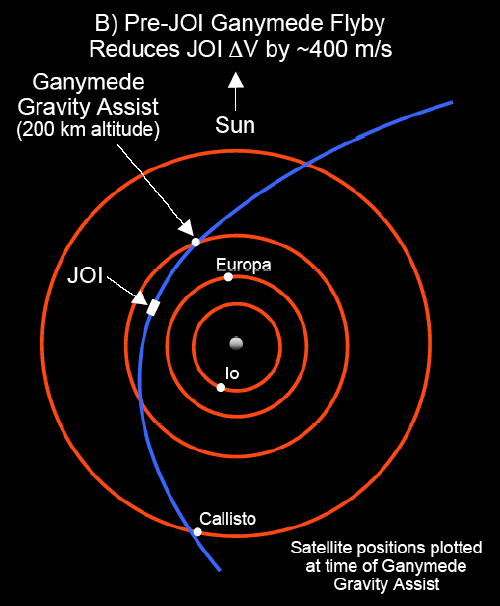 B) Pre-JOI Ganymede Flyby
Reduces JOI ΔV by ~400 m/s
Ganymede
Gravity Assist
(200 km altitude)
Sun
Europa
JOI
Io
Callisto
Satellite positions plotted
at time of Ganymede
Gravity Assist